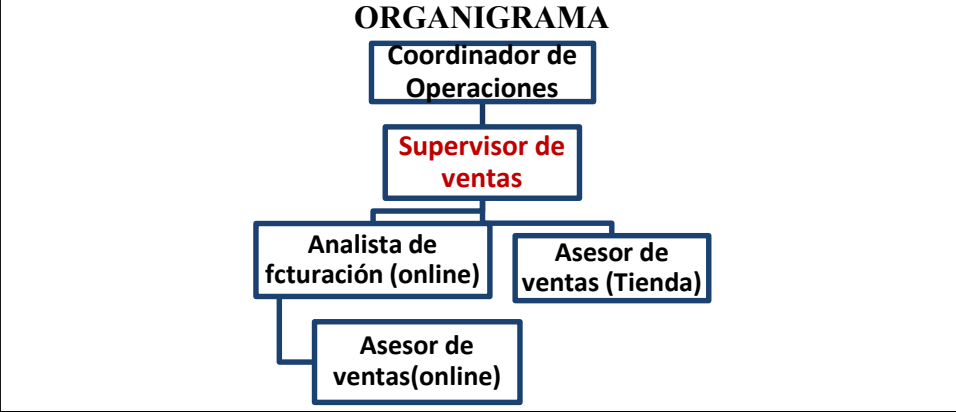 ORGANIGRAMA
Coordinador de
Operaciones
Supervisor de
ventas
Analista de
fcturación (online)
Asesor de
ventas (Tienda)
Asesor de
ventas(online)